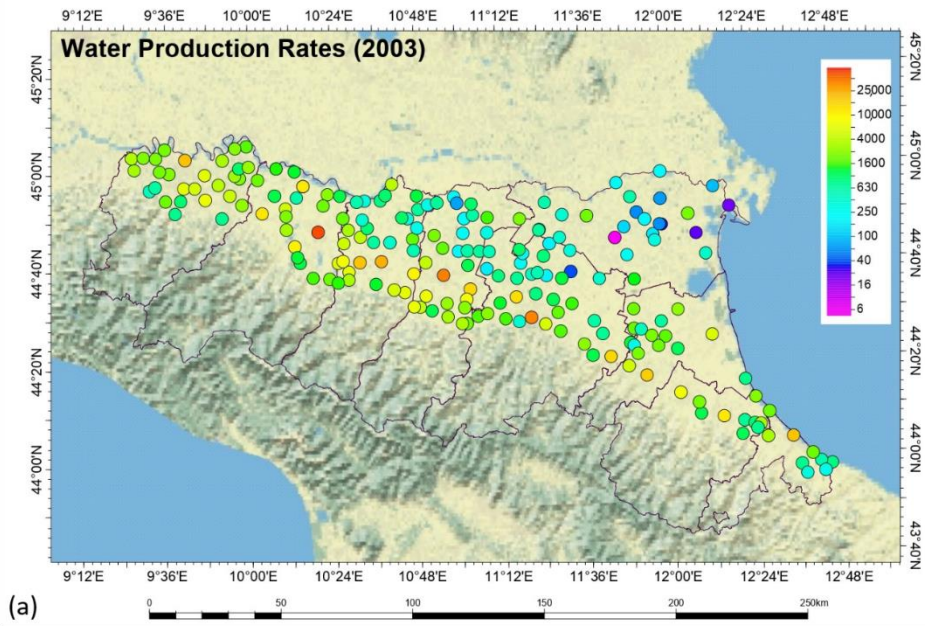 9°12'E 9°36'E 10°00'E 10°24'E 10°48'E 11°12'E 11°36'E 12°00'E 12°24'E 12°48'E
Water Production Rates (2003)
45°20'N 45°20'N
25,000
10,000
4000
1600
630
250
100
40
16
6
45°00'N 45°00'N
44°40'N 44°40'N
44°20'N 44°20'N
44°00'N 44°00'N
43°40'N
9°12'E 9°36'E 10°00'E 10°24'E 10°48'E 11°12'E 11°36'E 12°00'E 12°24'E 12°48'E
(a)
0 50 100 150 200 250km